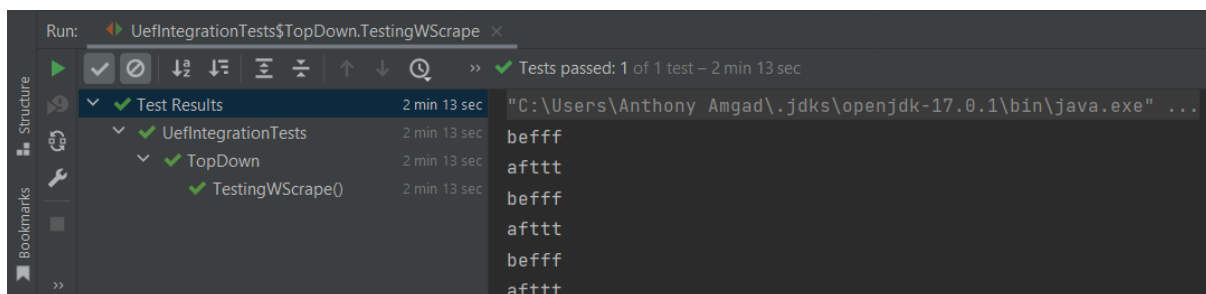 Run: UefIntegrationTests$TopDown.TestingWScrape ×
» Tests passed: 1 of 1 test – 2 min 13 sec
Test Results 2 min 13 sec
UefIntegrationTests 2 min 13 sec
TopDown 2 min 13 sec
TestingWScrape() 2 min 13 sec
"C:\Users\Anthony Amgad\.jdks\openjdk-17.0.1\bin\java.exe" ...
befff
afttt
befff
afttt
befff
afttt
Structure
Bookmarks
»